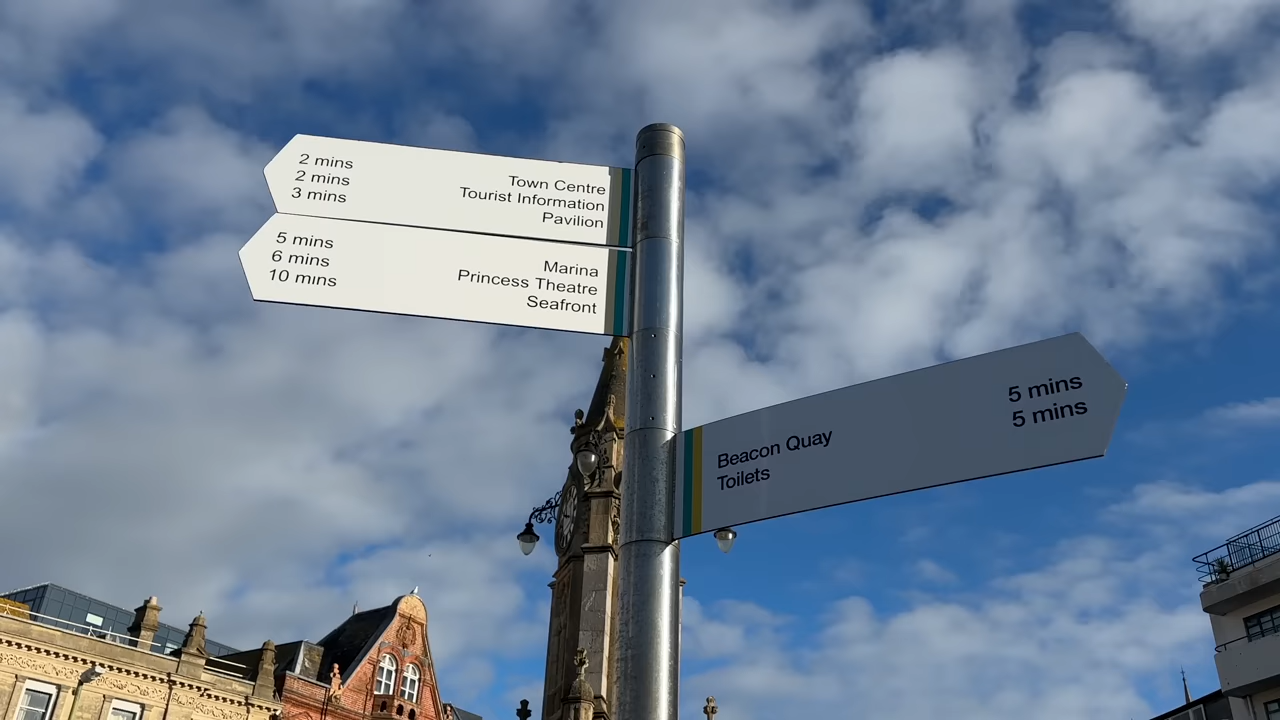 2 mins Town Centre
2 mins Tourist Information
3 mins Pavilion
5 mins Marina
6 mins Princess Theatre
10 mins Seafront
Beacon Quay 5 mins
Toilets 5 mins